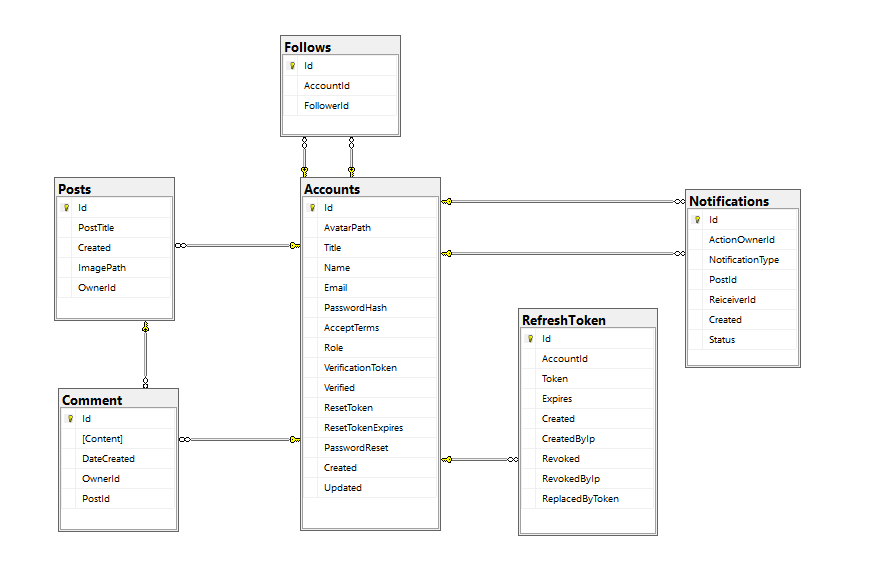 Follows
Id
AccountId
FollowerId
Posts
Id
PostTitle
Created
ImagePath
OwnerId
Accounts
Id
AvatarPath
Title
Name
Email
PasswordHash
AcceptTerms
Role
VerificationToken
Verified
ResetToken
ResetTokenExpires
PasswordReset
Created
Updated
Notifications
Id
ActionOwnerId
NotificationType
PostId
ReiceiverId
Created
Status
RefreshToken
Id
AccountId
Token
Expires
Created
CreatedByIp
Revoked
RevokedByIp
ReplacedByToken
Comment
Id
[Content]
DateCreated
OwnerId
PostId